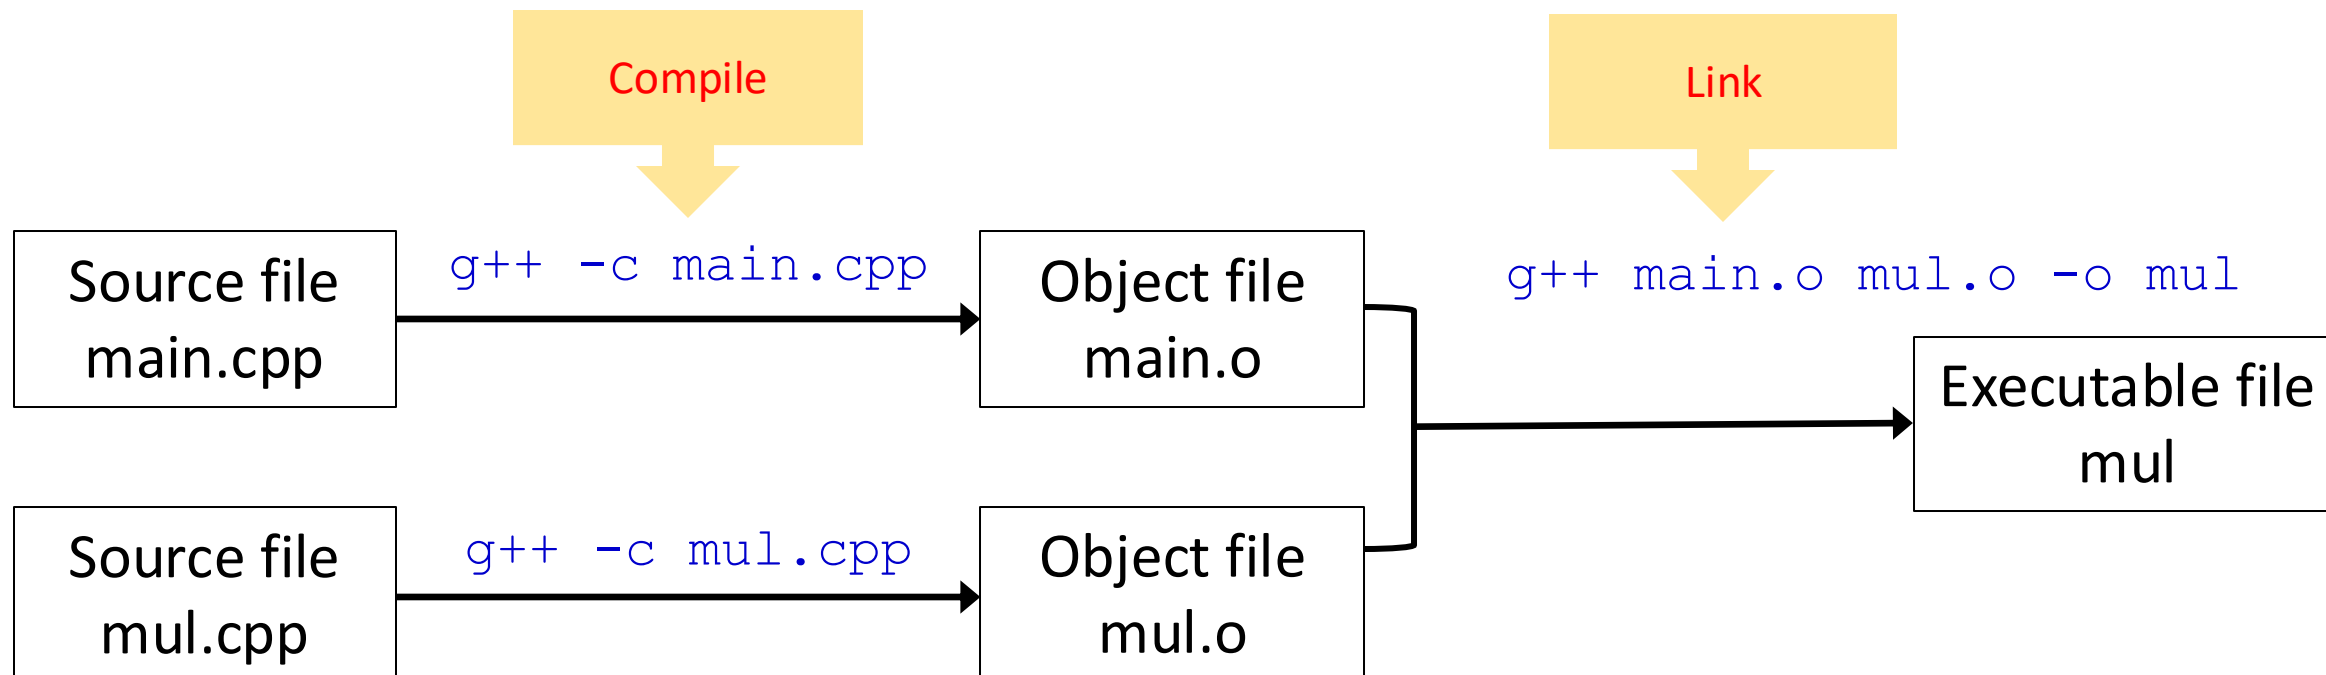 Compile
Link
Source file
main.cpp
g++ -c main.cpp
Object file
main.o
g++ main.o mul.o -o mul
Executable file
mul
Source file
mul.cpp
g++ -c mul.cpp
Object file
mul.o